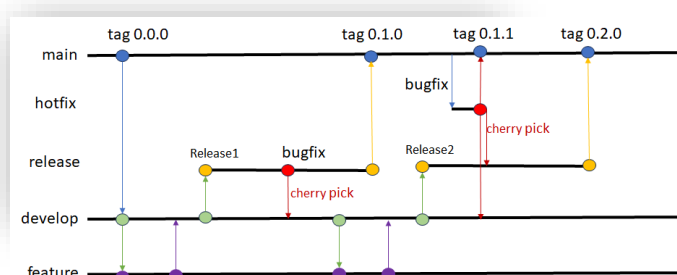 tag 0.0.0
tag 0.1.0
tag 0.1.1
tag 0.2.0
main
bugfix
hotfix
cherry pick
Release1
bugfix
Release2
release
cherry pick
develop
feature